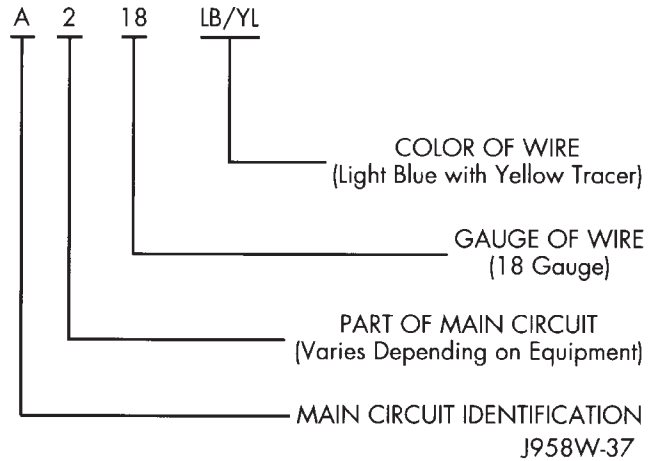 A 2 18 LB/YL
COLOR OF WIRE
(Light Blue with Yellow Tracer)
GAUGE OF WIRE
(18 Gauge)
PART OF MAIN CIRCUIT
(Varies Depending on Equipment)
MAIN CIRCUIT IDENTIFICATION
J958W-37